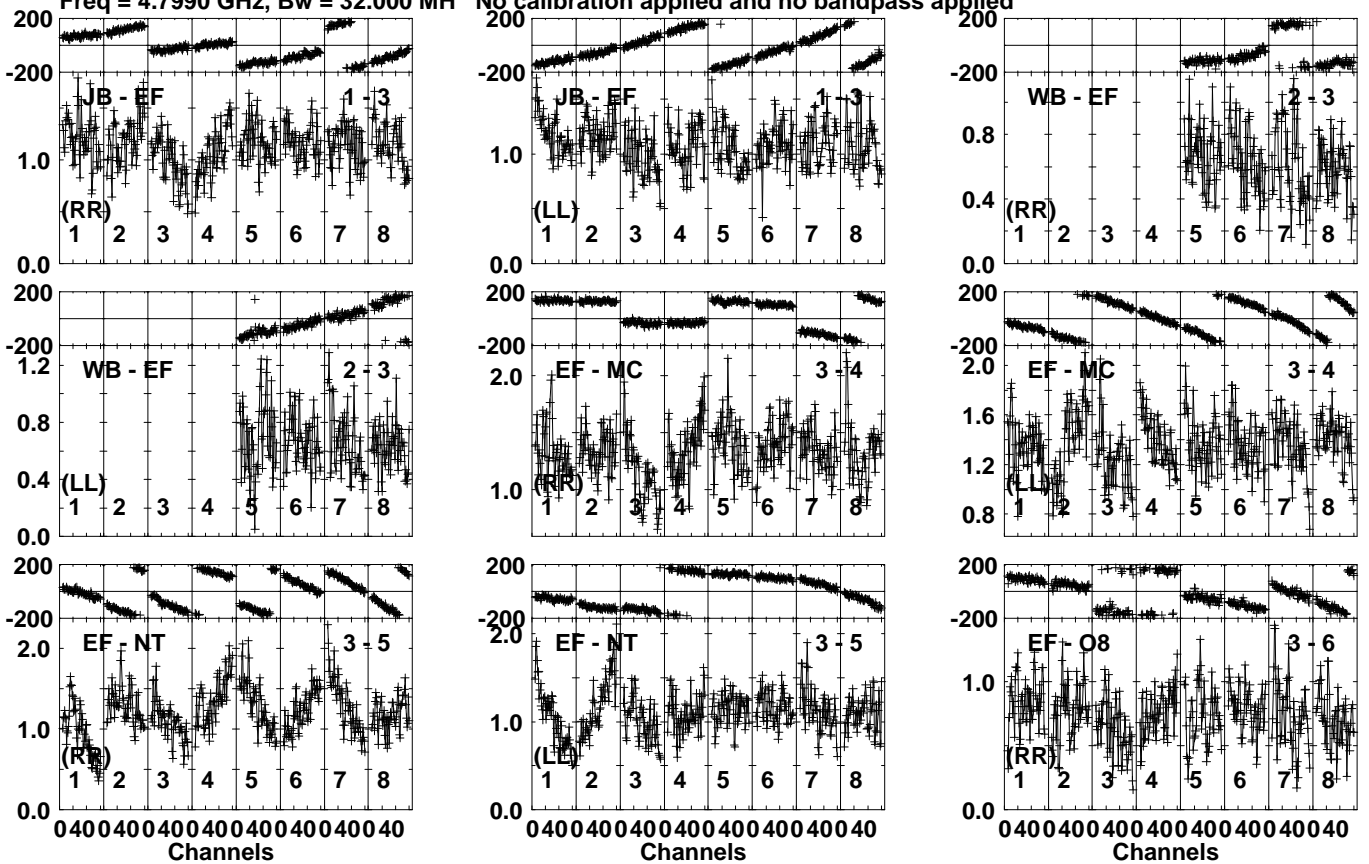 Freq = 4.7990 GHz, Bw = 32.000 MH No calibration applied and no bandpass applied
200
-200
JB - EF 1 - 3
1.0
(RR)
1 2 3 4 5 6 7 8
0.0
200
-200
JB - EF 1 - 3
1.0
(LL)
1 2 3 4 5 6 7 8
0.0
200
-200
WB - EF 2 - 3
0.8
0.4
(RR)
1 2 3 4 5 6 7 8
0.0
200
-200
1.2
WB - EF 2 - 3
0.8
0.4
(LL)
1 2 3 4 5 6 7 8
0.0
200
-200
2.0
EF - MC 3 - 4
1.0
(RR)
1 2 3 4 5 6 7 8
200
-200
2.0
EF - MC 3 - 4
1.6
1.2
(LL)
0.8
1 2 3 4 5 6 7 8
200
-200
2.0
EF - NT 3 - 5
1.0
(RR)
1 2 3 4 5 6 7 8
0.0
0 40 0 40 0 40 0 40 0 40 0 40 0 40 0 40
Channels
200
-200
2.0
EF - NT 3 - 5
1.0
(LL)
1 2 3 4 5 6 7 8
0.0
0 40 0 40 0 40 0 40 0 40 0 40 0 40 0 40
Channels
200
-200
EF - O8 3 - 6
1.0
(RR)
1 2 3 4 5 6 7 8
0.0
0 40 0 40 0 40 0 40 0 40 0 40 0 40 0 40
Channels